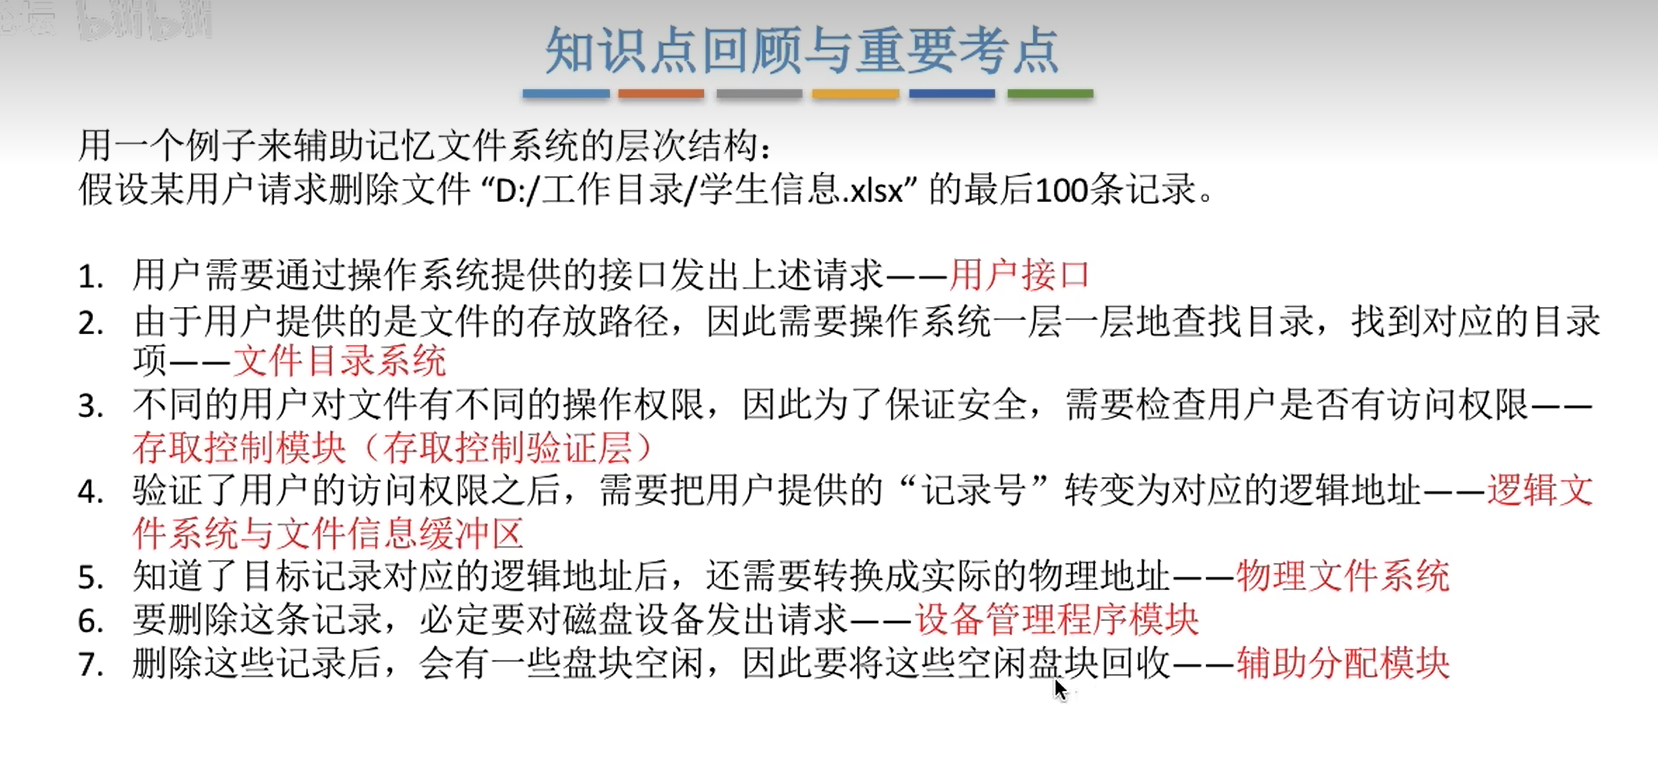 bilibili
知识点回顾与重要考点
用一个例子来辅助记忆文件系统的层次结构：
假设某用户请求删除文件 “D:/工作目录/学生信息.xlsx” 的最后100条记录。
1. 用户需要通过操作系统提供的接口发出上述请求——用户接口
2. 由于用户提供的是文件的存放路径，因此需要操作系统一层一层地查找目录，找到对应的目录
项——文件目录系统
3. 不同的用户对文件有不同的操作权限，因此为了保证安全，需要检查用户是否有访问权限——
存取控制模块（存取控制验证层）
4. 验证了用户的访问权限之后，需要把用户提供的“记录号”转变为对应的逻辑地址——逻辑文
件系统与文件信息缓冲区
5. 知道了目标记录对应的逻辑地址后，还需要转换成实际的物理地址——物理文件系统
6. 要删除这条记录，必定要对磁盘设备发出请求——设备管理程序模块
7. 删除这些记录后，会有一些盘块空闲，因此要将这些空闲盘块回收——辅助分配模块